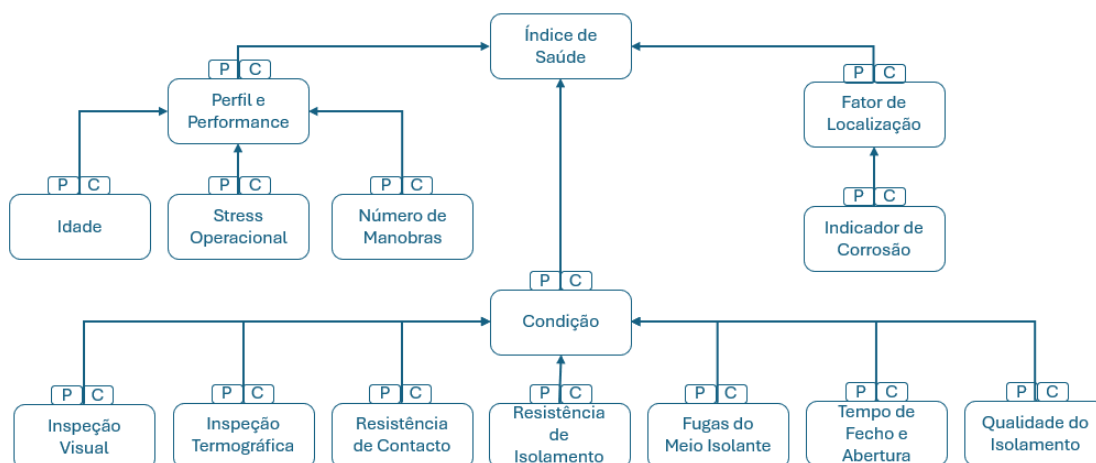 Índice de
Saúde
P C
P C
Perfil e
Performance
Fator de
Localização
P C
P C
P C
P C
Idade
Stress
Operacional
Número de
Manobras
Indicador de
Corrosão
P C
Condição
P C
P C
P C
P C
P C
P C
P C
Inspeção
Visual
Inspeção
Termográfica
Resistência
de Contacto
Resistência
de
Isolamento
Fugas do
Meio Isolante
Tempo de
Fecho e
Abertura
Qualidade do
Isolamento